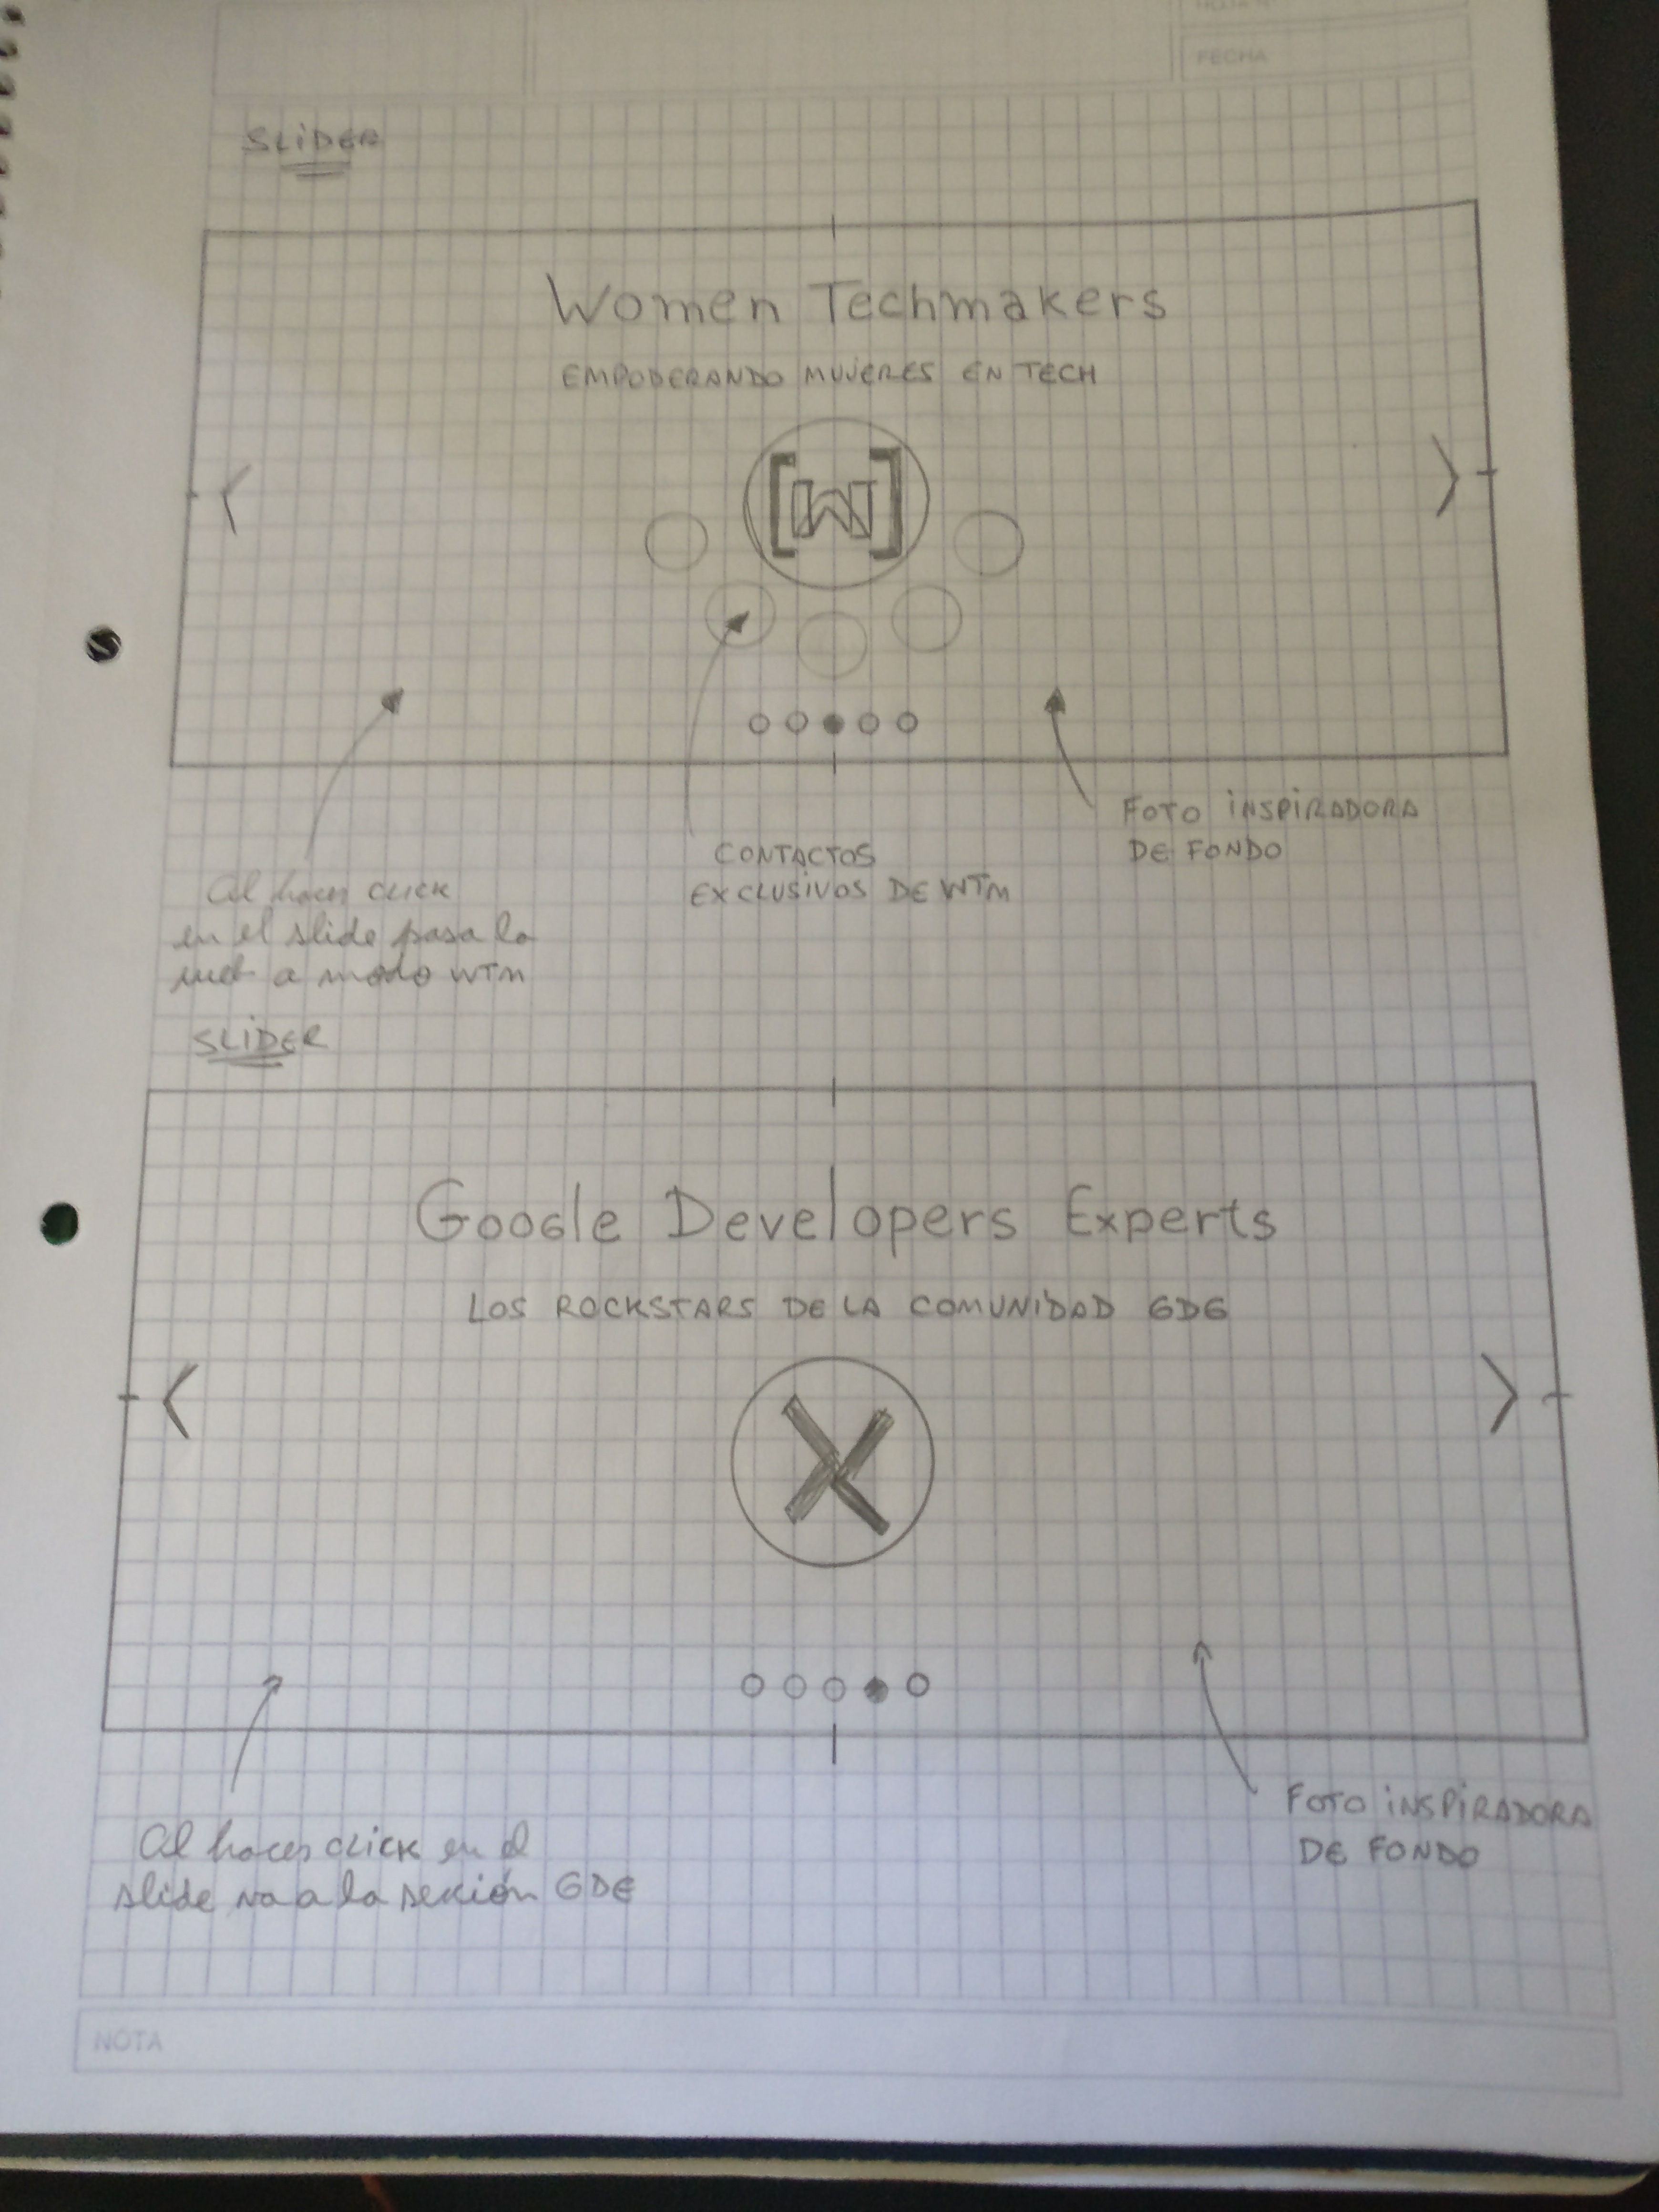 FECHA
SLIDER
Women Techmakers
EMPODERANDO MUJERES EN TECH
[W]
FOTO INSPIRADORA
DE FONDO
CONTACTOS
EXCLUSIVOS DE WTM
Al hacer CLICK
en el slide pasa la
web a modo WTM
SLIDER
Google Developers Experts
LOS ROCKSTARS DE LA COMUNIDAD GDG
FOTO INSPIRADORA
DE FONDO
Al hacer CLICK en el
slide va a la sección GDE
NOTA